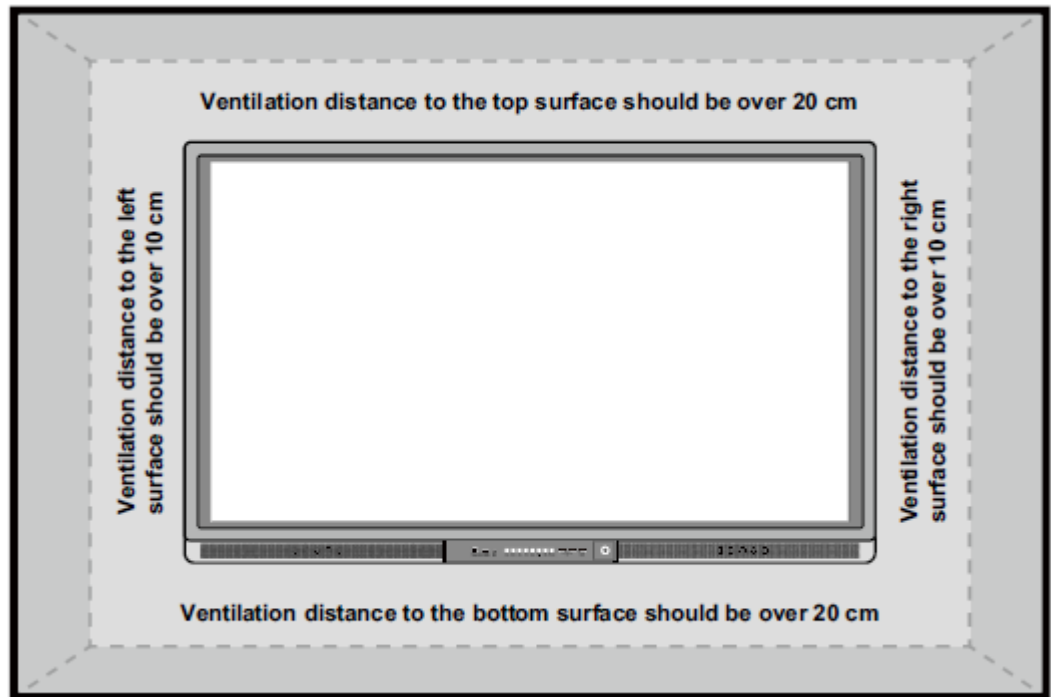 Ventilation distance to the top surface should be over 20 cm
Ventilation distance to the left
surface should be over 10 cm
Ventilation distance to the right
surface should be over 10 cm
Ventilation distance to the bottom surface should be over 20 cm